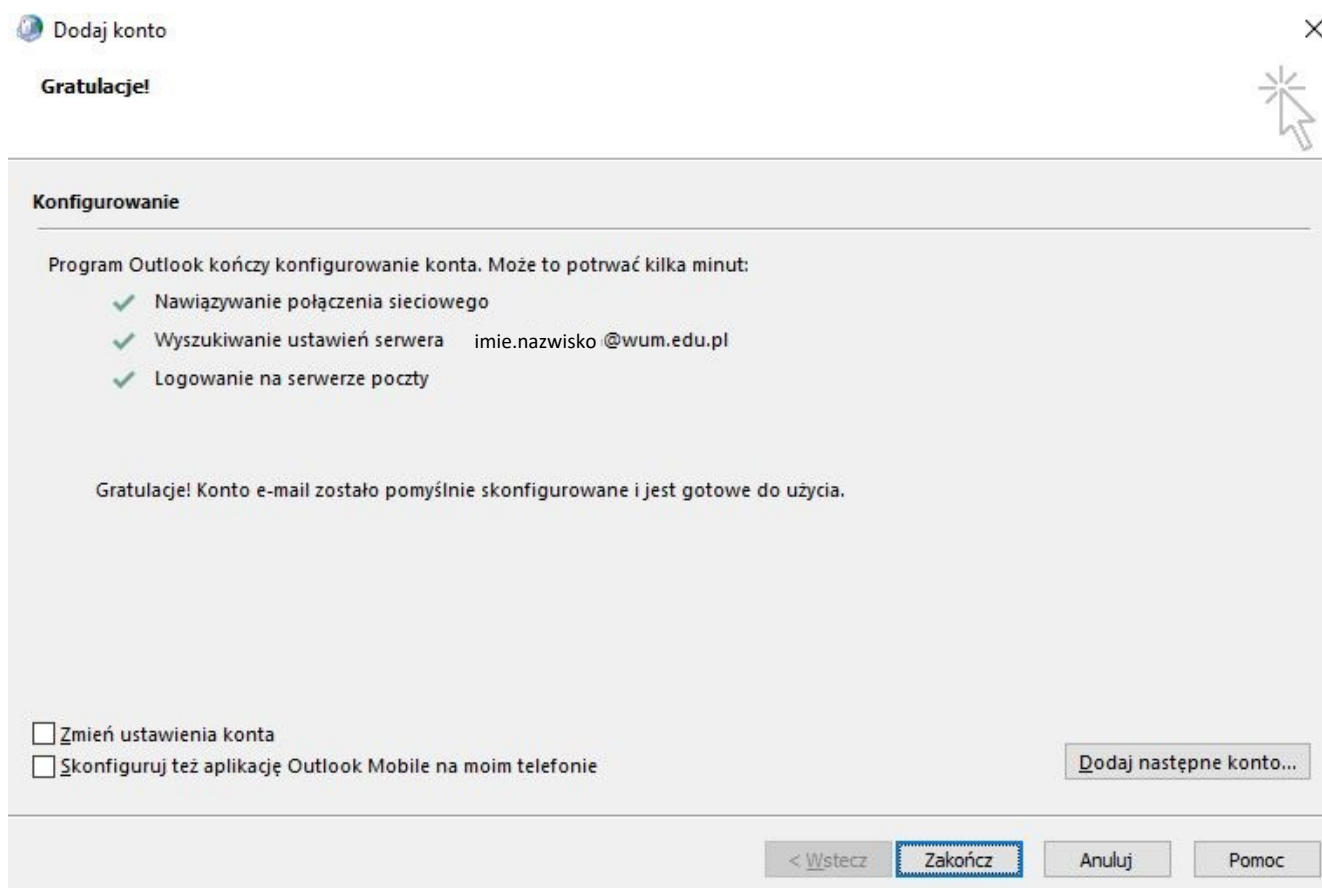 Dodaj konto
Gratulacje!
Konfigurowanie
Program Outlook kończy konfigurowanie konta. Może to potrwać kilka minut:
Nawiązywanie połączenia sieciowego
Wyszukiwanie ustawień serwera imie.nazwisko @wum.edu.pl
Logowanie na serwerze poczty
Gratulacje! Konto e-mail zostało pomyślnie skonfigurowane i jest gotowe do użycia.
Zmień ustawienia konta
Skonfiguruj też aplikację Outlook Mobile na moim telefonie
Dodaj następne konto...
< Wstecz Zakończ Anuluj Pomoc